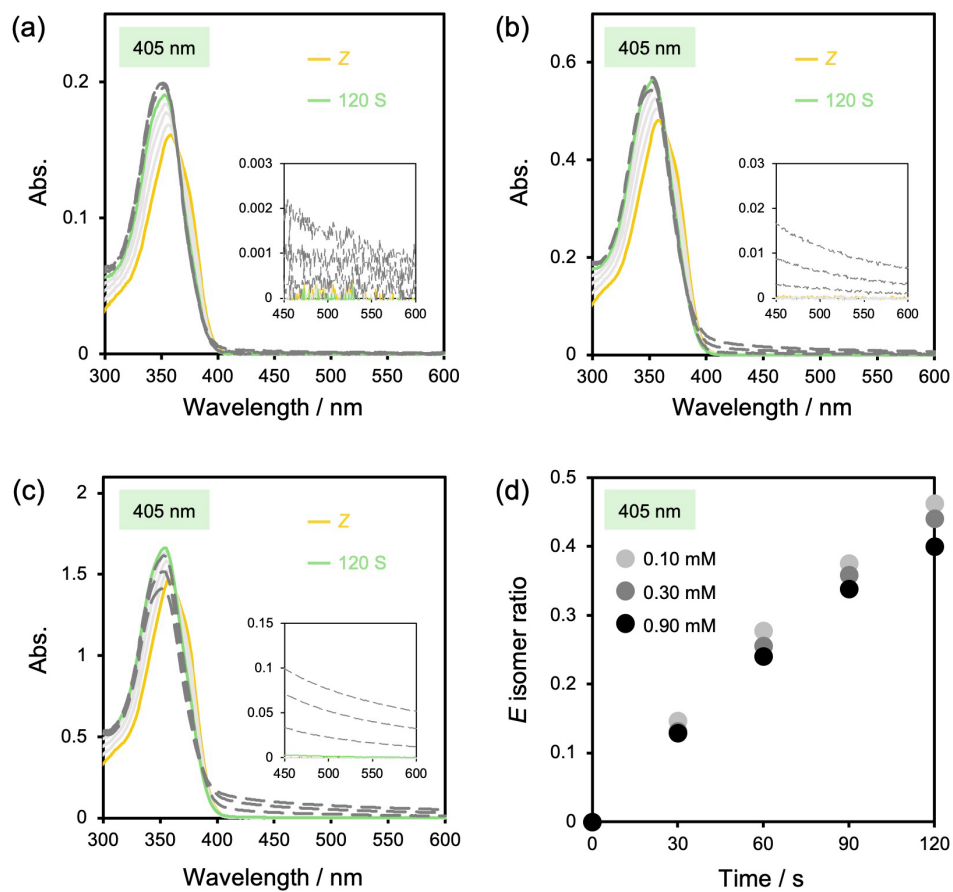 (a)
405 nm
Z
120 S
0.2
0.1
0
Abs.
0.003
0.002
0.001
0
450 500 550 600
300 350 400 450 500 550 600
Wavelength / nm
(b)
405 nm
Z
120 S
0.6
0.4
0.2
0
Abs.
0.03
0.02
0.01
0
450 500 550 600
300 350 400 450 500 550 600
Wavelength / nm
(c)
405 nm
Z
120 S
2
1.5
1
0.5
0
Abs.
0.15
0.1
0.05
0
450 500 550 600
300 350 400 450 500 550 600
Wavelength / nm
(d)
405 nm
0.10 mM
0.30 mM
0.90 mM
0.5
0.4
0.3
0.2
0.1
0
E isomer ratio
0 30 60 90 120
Time / s